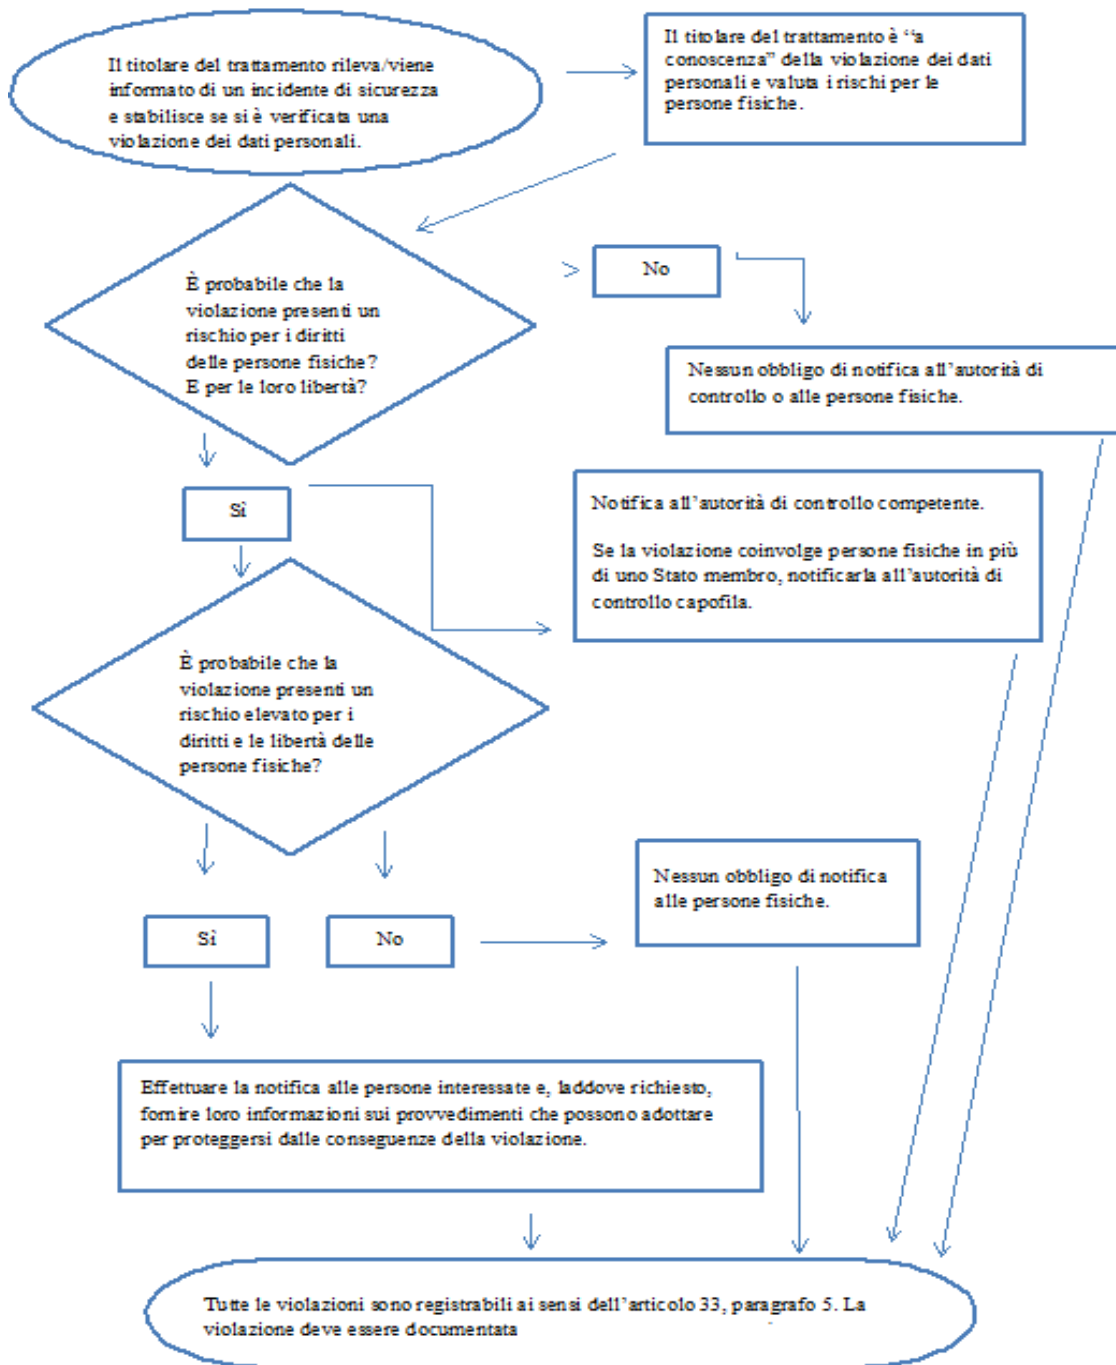 Il titolare del trattamento rileva/viene
informato di un incidente di sicurezza
e stabilisce se si è verificata una
violazione dei dati personali.
Il titolare del trattamento è “a
conoscenza” della violazione dei dati
personali e valuta i rischi per le
persone fisiche.
È probabile che la
violazione presenti un
rischio per i diritti
delle persone fisiche?
E per le loro libertà?
No
Nessun obbligo di notifica all’autorità di
controllo o alle persone fisiche.
Sì
Notifica all’autorità di controllo competente.
Se la violazione coinvolge persone fisiche in più
di uno Stato membro, notificarla all’autorità di
controllo capofila.
È probabile che la
violazione presenti un
rischio elevato per i
diritti e le libertà delle
persone fisiche?
Sì
No
Nessun obbligo di notifica
alle persone fisiche.
Effettuare la notifica alle persone interessate e, laddove richiesto,
fornire loro informazioni sui provvedimenti che possono adottare
per proteggersi dalle conseguenze della violazione.
Tutte le violazioni sono registrabili ai sensi dell’articolo 33, paragrafo 5. La
violazione deve essere documentata